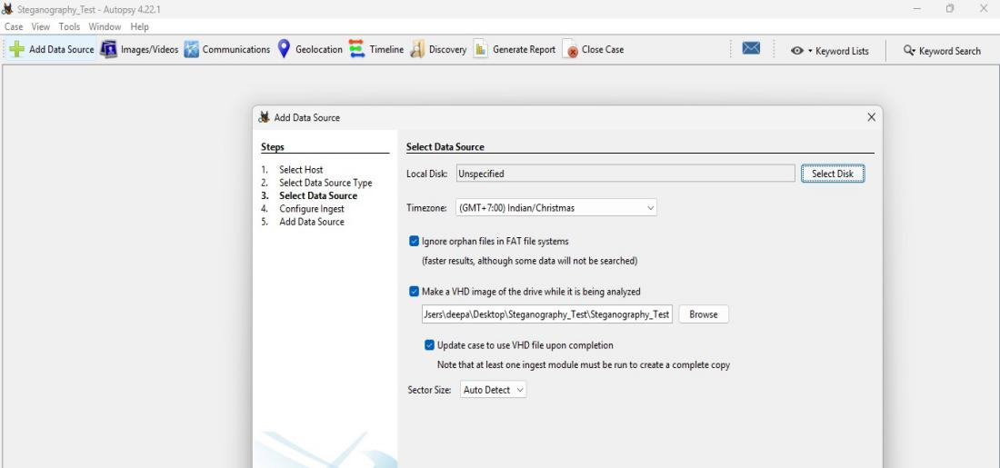 Steganography_Test - Autopsy 4.22.1
Case View Tools Window Help
Add Data Source Images/Videos Communications Geolocation Timeline Discovery Generate Report Close Case Keyword Lists Keyword Search
Add Data Source
Steps
1. Select Host
2. Select Data Source Type
3. Select Data Source
4. Configure Ingest
5. Add Data Source
Select Data Source
Local Disk: Unspecified Select Disk
Timezone: (GMT+7:00) Indian/Christmas
Ignore orphan files in FAT file systems
(faster results, although some data will not be searched)
Make a VHD image of the drive while it is being analyzed
Jsers\deepa\Desktop\Steganography_Test\Steganography_Test Browse
Update case to use VHD file upon completion
Note that at least one ingest module must be run to create a complete copy
Sector Size: Auto Detect